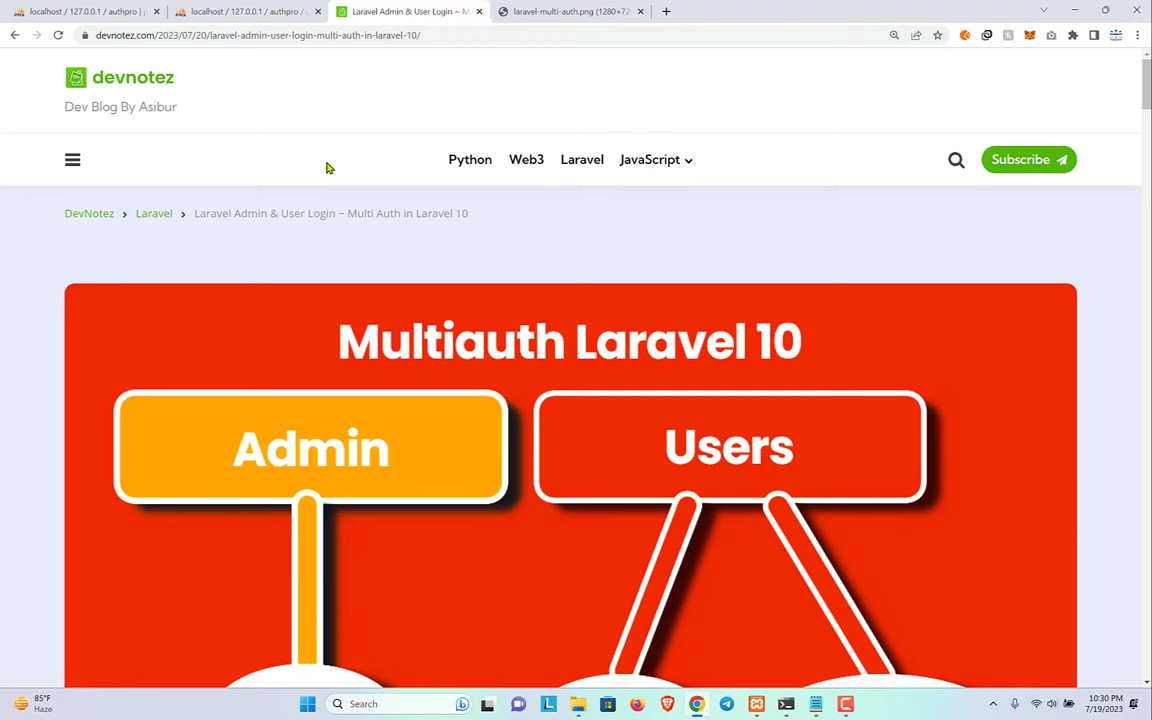 localhost / 127.0.0.1 / authpro | p
localhost / 127.0.0.1 / authpro /
Laravel Admin & User Login ~ M
laravel-multi-auth.png (1280×72
devnotez.com/2023/07/20/laravel-admin-user-login-multi-auth-in-laravel-10/
devnotez
Dev Blog By Asibur
Python Web3 Laravel JavaScript
Subscribe
DevNotez > Laravel > Laravel Admin & User Login ~ Multi Auth in Laravel 10
Multiauth Laravel 10
Admin
Users
85°F
Haze
Search
10:30 PM
7/19/2023